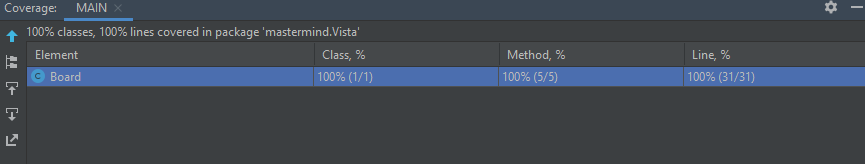 Coverage: MAIN
100% classes, 100% lines covered in package 'mastermind.Vista'
Element Class, % Method, % Line, %
C Board 100% (1/1) 100% (5/5) 100% (31/31)